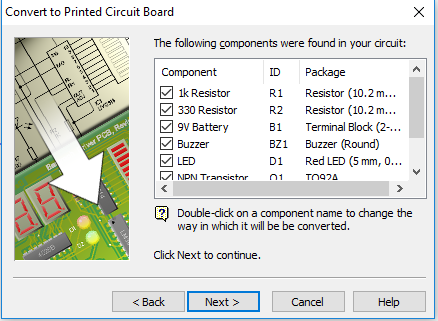 Convert to Printed Circuit Board
The following components were found in your circuit:
Component ID Package
1k Resistor R1 Resistor (10.2 m...
330 Resistor R2 Resistor (10.2 m...
9V Battery B1 Terminal Block (2-...
Buzzer BZ1 Buzzer (Round)
LED D1 Red LED (5 mm, 0...
NPN Transistor Q1 TO92A
Double-click on a component name to change the
way in which it will be be converted.
Click Next to continue.
< Back
Next >
Cancel
Help